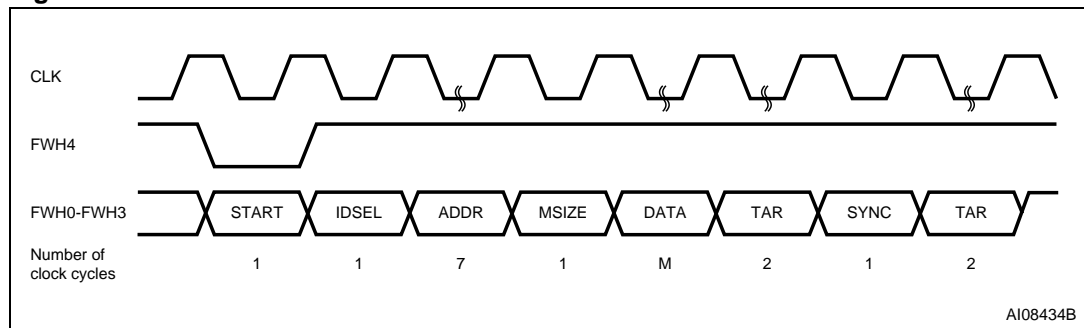 CLK
FWH4
FWH0-FWH3 START IDSEL ADDR MSIZE DATA TAR SYNC TAR
Number of
clock cycles 1 1 7 1 M 2 1 2
AI08434B